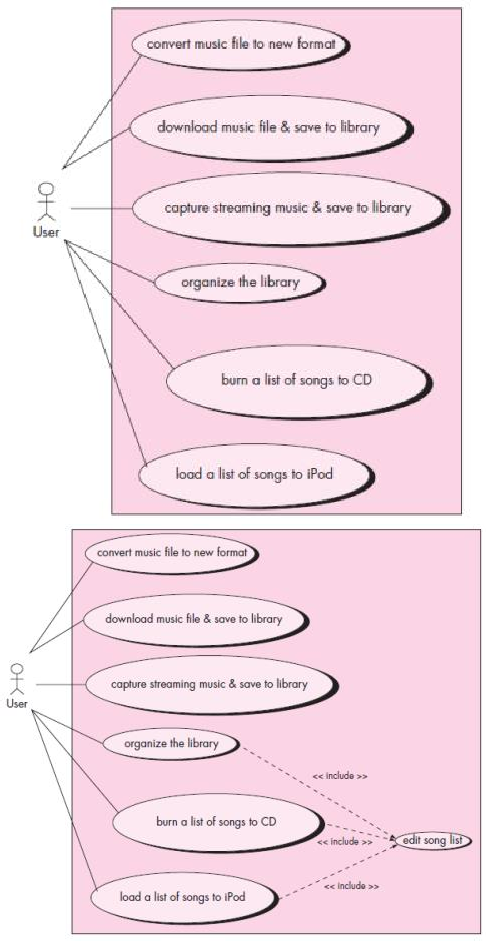 convert music file to new format
download music file & save to library
capture streaming music & save to library
User
organize the library
burn a list of songs to CD
load a list of songs to iPod
convert music file to new format
download music file & save to library
capture streaming music & save to library
User
organize the library
<< include >>
burn a list of songs to CD
<< include >>
edit song list
load a list of songs to iPod
<< include >>